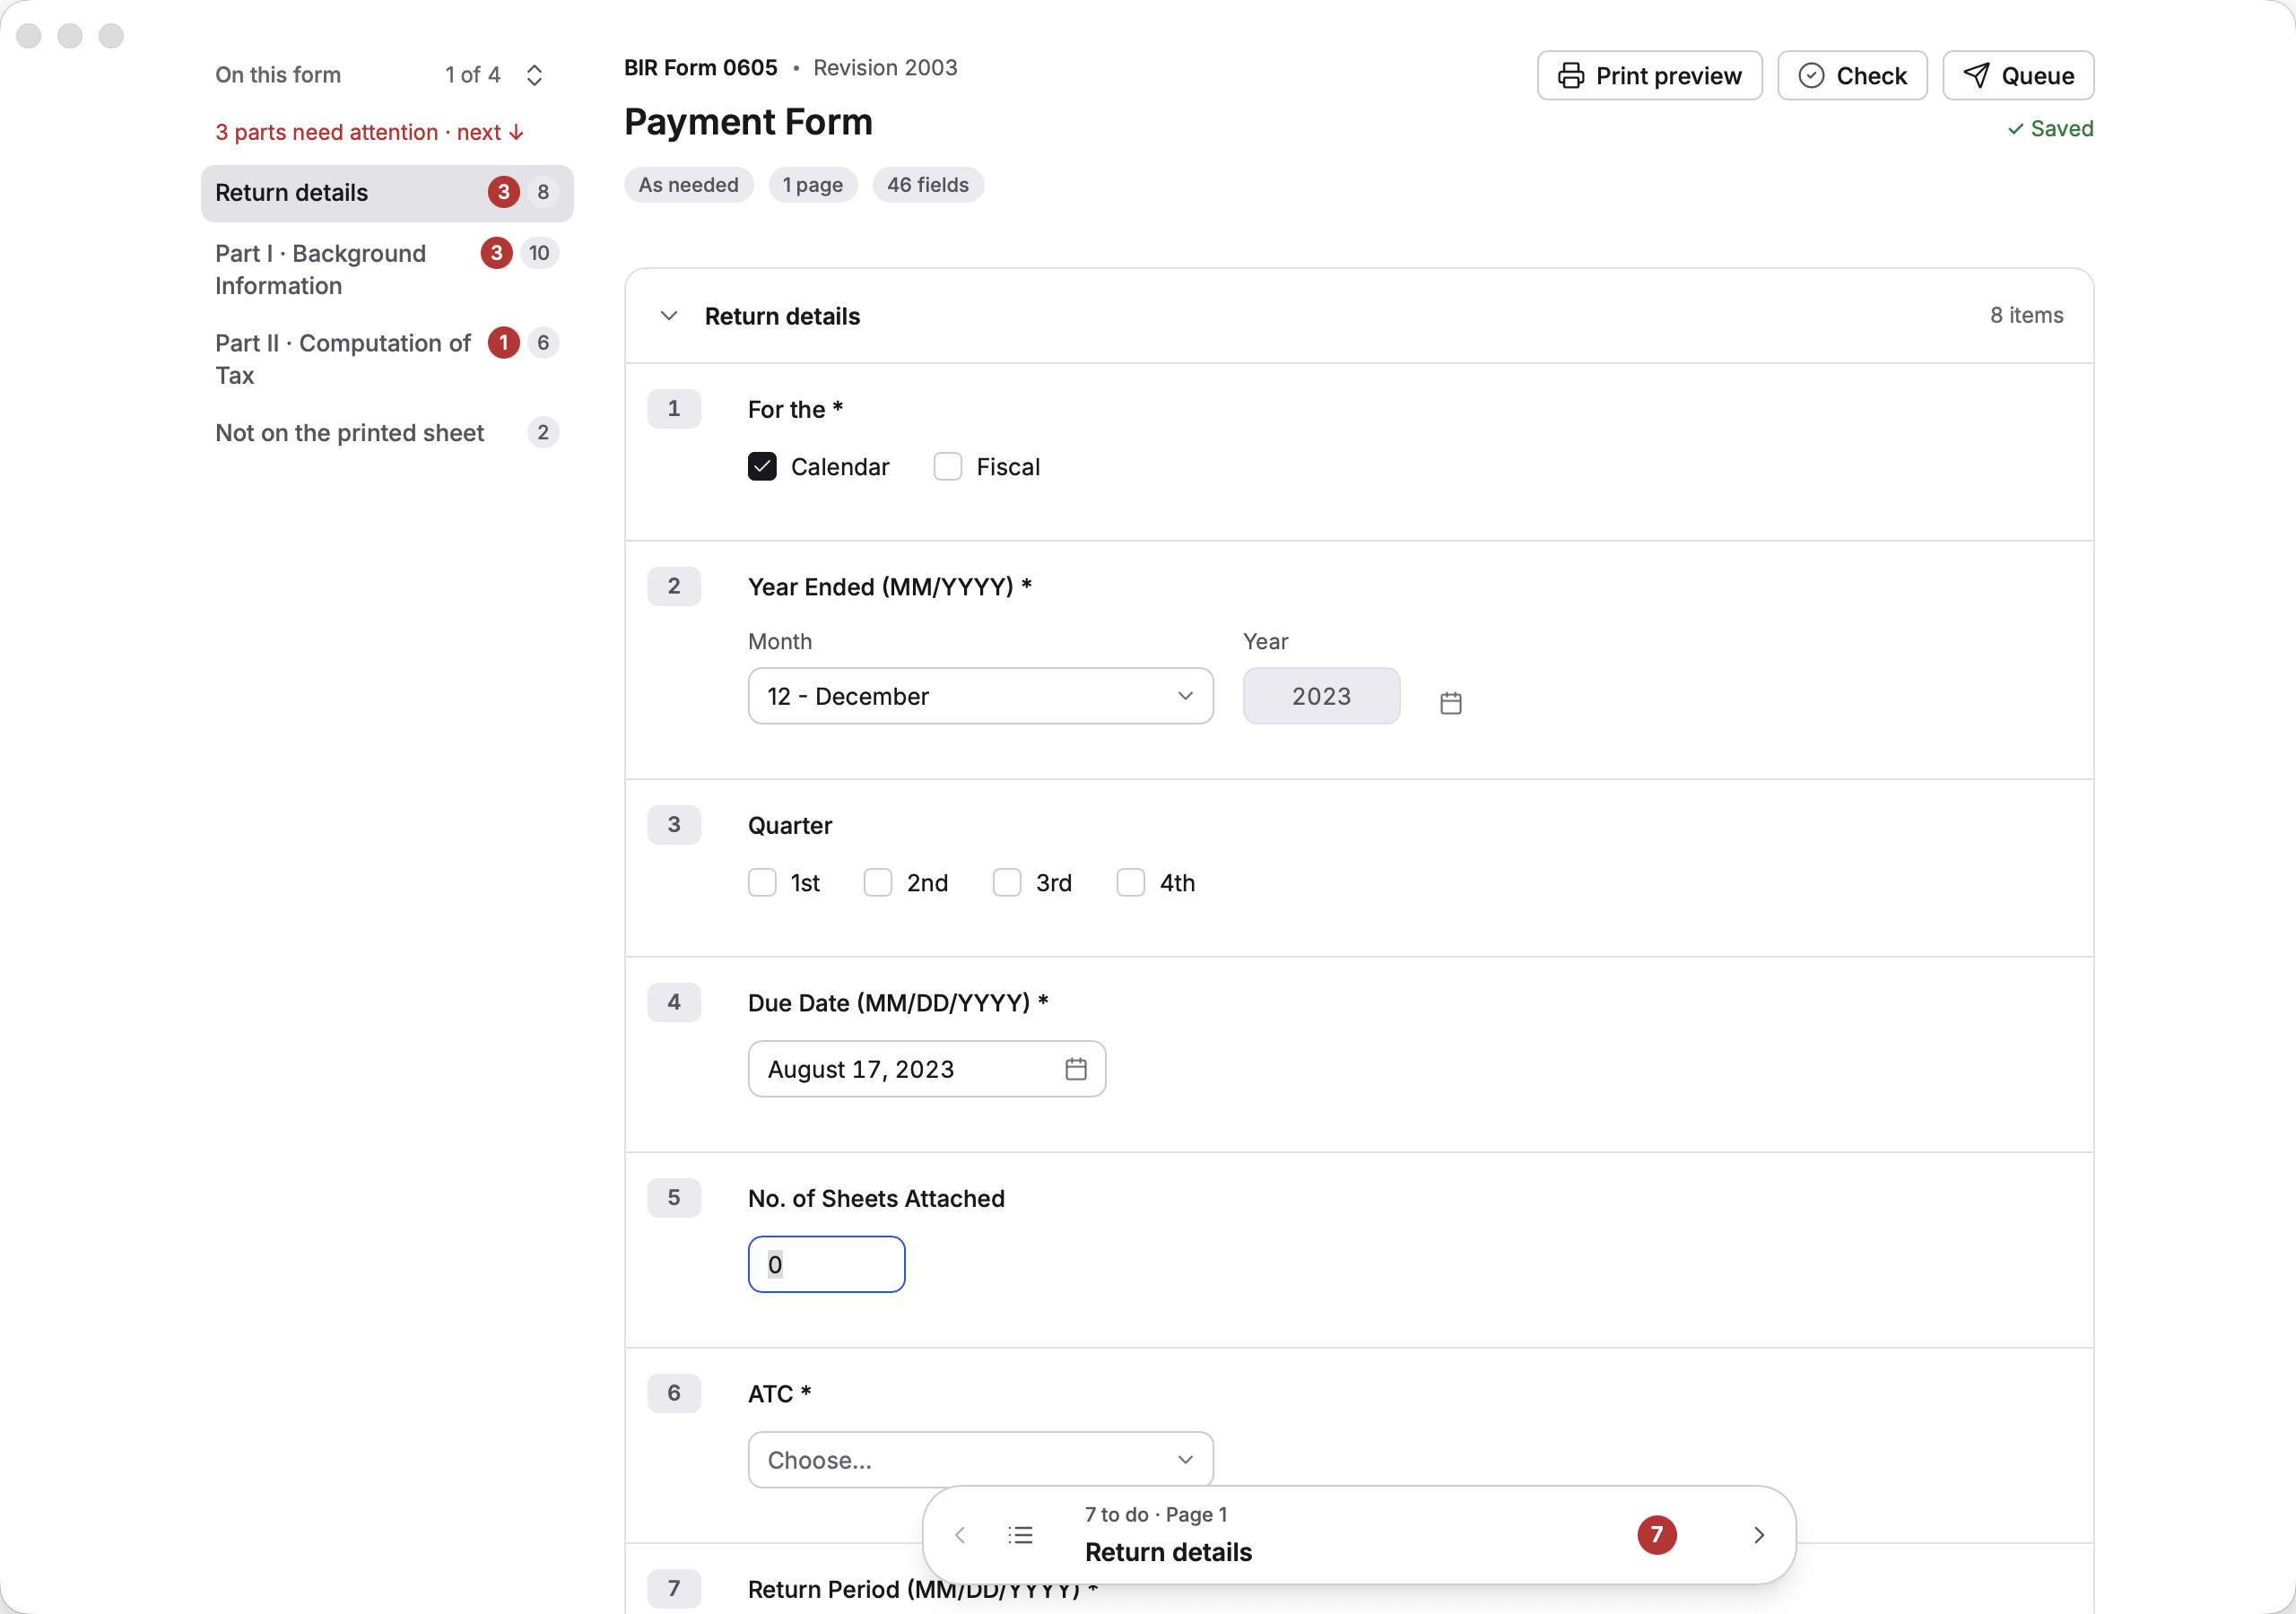 On this form 1 of 4
3 parts need attention · next ↓
Return details 3 8
Part I · Background Information 3 10
Part II · Computation of Tax 1 6
Not on the printed sheet 2
BIR Form 0605 • Revision 2003
Payment Form
As needed 1 page 46 fields
Print preview Check Queue
Saved
Return details 8 items
1 For the *
Calendar Fiscal
2 Year Ended (MM/YYYY) *
Month Year
12 - December 2023
3 Quarter
1st 2nd 3rd 4th
4 Due Date (MM/DD/YYYY) *
August 17, 2023
5 No. of Sheets Attached
0
6 ATC *
Choose...
7 to do · Page 1
Return details 7
7 Return Period (MM/DD/YYYY) *